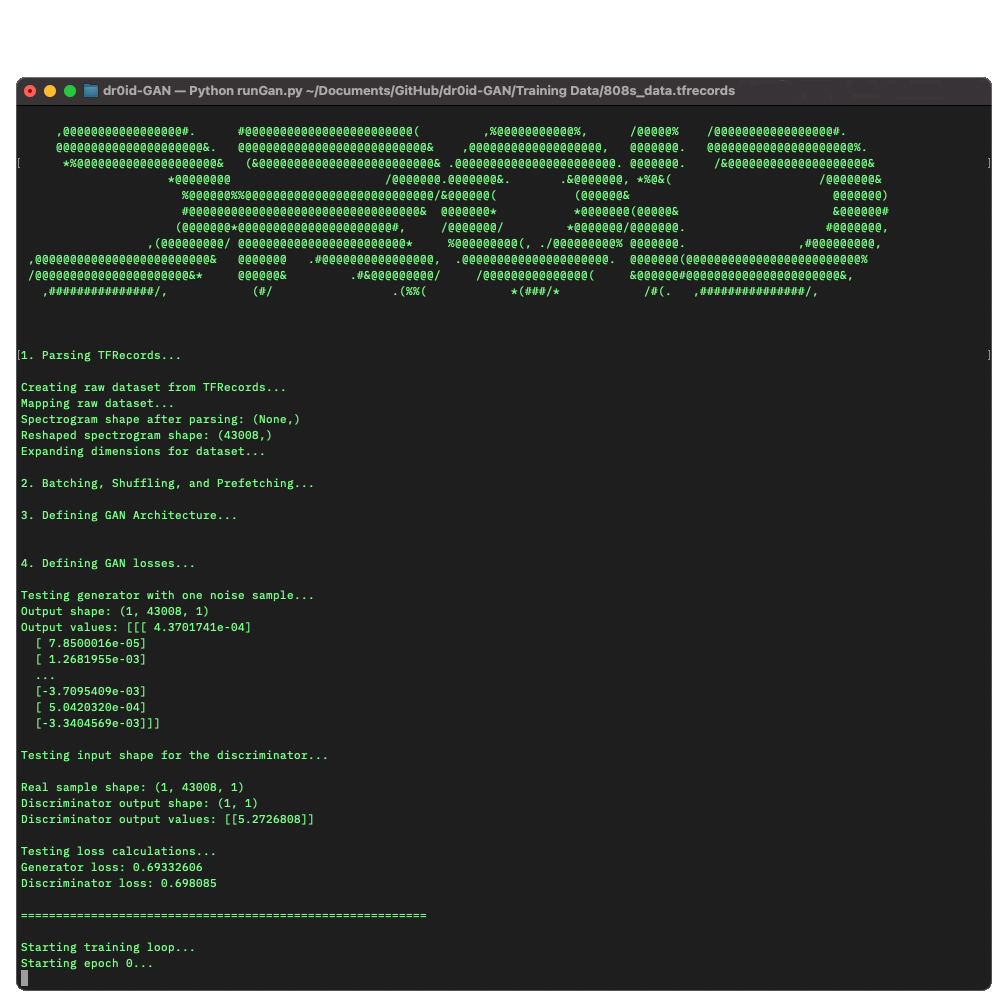 dr0id-GAN — Python runGan.py ~/Documents/GitHub/dr0id-GAN/Training Data/808s_data.tfrecords
1. Parsing TFRecords...
Creating raw dataset from TFRecords...
Mapping raw dataset...
Spectrogram shape after parsing: (None,)
Reshaped spectrogram shape: (43008,)
Expanding dimensions for dataset...
2. Batching, Shuffling, and Prefetching...
3. Defining GAN Architecture...
4. Defining GAN losses...
Testing generator with one noise sample...
Output shape: (1, 43008, 1)
Output values: [[[ 4.3701741e-04]
[ 7.8500016e-05]
[ 1.2681955e-03]
...
[-3.7095409e-03]
[ 5.0420320e-04]
[-3.3404569e-03]]]
Testing input shape for the discriminator...
Real sample shape: (1, 43008, 1)
Discriminator output shape: (1, 1)
Discriminator output values: [[5.2726808]]
Testing loss calculations...
Generator loss: 0.69332606
Discriminator loss: 0.698085
==========================================================
Starting training loop...
Starting epoch 0...